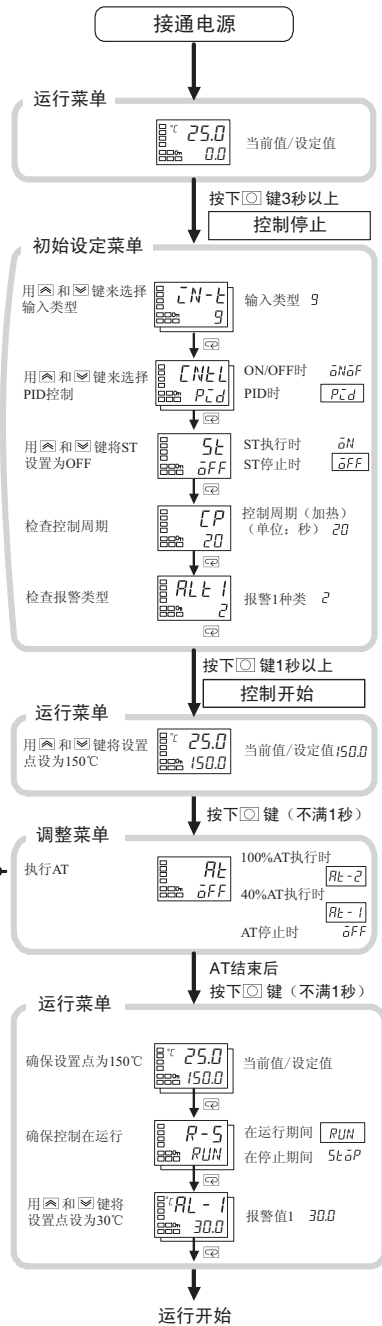 接通电源
运行菜单
℃ 25.0
0.0
当前值/设定值
按下 键3秒以上
控制停止
初始设定菜单
用 和 键来选择
输入类型
iN-t
9
输入类型 9
用 和 键来选择
PID控制
CNtL
Pid
ON/OFF时 oNoF
PID时 Pid
用 和 键将ST
设置为OFF
St
oFF
ST执行时 oN
ST停止时 oFF
检查控制周期
CP
20
控制周期（加热）
（单位：秒） 20
检查报警类型
ALt1
2
报警1种类 2
按下 键1秒以上
控制开始
运行菜单
用 和 键将设置
点设为150℃
℃ 25.0
150.0
当前值/设定值150.0
按下 键（不满1秒）
调整菜单
执行AT
At
oFF
100%AT执行时
At-2
40%AT执行时
At-1
AT停止时 oFF
AT结束后
按下 键（不满1秒）
运行菜单
确保设置点为150℃
℃ 25.0
150.0
当前值/设定值
确保控制在运行
R-S
RUN
在运行期间 RUN
在停止期间 StoP
用 和 键将
设置点设为30℃
℃ AL-1
30.0
报警值1 30.0
运行开始